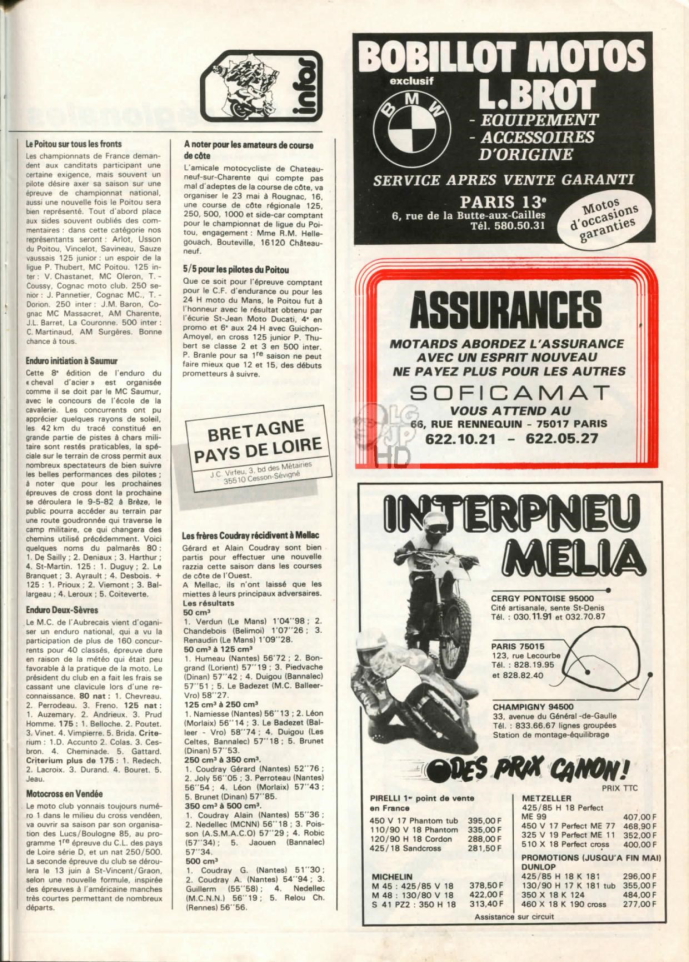 infos
Le Poitou sur tous les fronts
Les championnats de France deman-
dent aux canditats participant une
certaine exigence, mais souvent un
pilote désire axer sa saison sur une
épreuve de championnat national,
aussi une nouvelle fois le Poitou sera
bien représenté. Tout d'abord place
aux sides souvent oubliés des com-
mentaires : dans cette catégorie nos
représentants seront : Arlot, Usson
du Poitou, Vincelot, Savineau, Sauze
vaussais 125 junior : un espoir de la
ligue P. Thubert, MC Poitou. 125 in-
ter : V. Chastanet, MC Oleron, T. -
Coussy, Cognac moto club. 250 se-
nior : J. Pannetier, Cognac MC., T. -
Dorion. 250 inter : J.M. Baron, Co-
gnac MC Massacret, AM Charente,
J.L. Barret, La Couronne. 500 inter :
C. Martinaud, AM Surgères. Bonne
chance à tous.
Enduro initiation à Saumur
Cette 8e édition de l'enduro du
« cheval d'acier » est organisée
comme il se doit par le MC Saumur,
avec le concours de l'école de la
cavalerie. Les concurrents ont pu
apprécier quelques rayons de soleil,
les 42 km du tracé constitué en
grande partie de pistes à chars mili-
taire sont restés praticables, la spé-
ciale sur le terrain de cross permit aux
nombreux spectateurs de bien suivre
les belles performances des pilotes ;
à noter que pour les prochaines
épreuves de cross dont la prochaine
se déroulera le 9-5-82 à Brèze, le
public pourra accéder au terrain par
une route goudronnée qui traverse le
camp militaire, ce qui changera des
chemins utilisé précédemment. Voici
quelques noms du palmarès 80 :
1. De Sailly ; 2. Deniaux ; 3. Harthur ;
4. St-Martin. 125 : 1. Duguy ; 2. Le
Branquet ; 3. Ayrault ; 4. Desbois. +
125 : 1. Prioux ; 2. Viemont ; 3. Bal-
largeau ; 4. Leroux ; 5. Coiteverte.
Enduro Deux-Sèvres
Le M.C. de l'Aubrecais vient d'ogani-
ser un enduro national, qui a vu la
participation de plus de 160 concur-
rents pour 40 classés, épreuve dure
en raison de la météo qui était peu
favorable à la pratique de la moto. Le
président du club en a fait les frais se
cassant une clavicule lors d'une re-
connaissance. 80 nat : 1. Chevreau.
2. Perrodeau. 3. Freno. 125 nat :
1. Auzemary. 2. Andrieux. 3. Prud
Homme. 175 : 1. Belloche. 2. Poutet.
3. Vinet. 4. Vimpierre. 5. Brida. Crite-
rium : 1.D. Accunto 2. Colas. 3. Ces-
bron. 4. Cheminade. 5. Gattard.
Criterium plus de 175 : 1. Redech.
2. Lacroix. 3. Durand. 4. Bouret. 5.
Jeau.
Motocross en Vendée
Le moto club yonnais toujours numé-
ro 1 dans le milieu du cross vendéen,
va ouvrir sa saison par son organisa-
tion des Lucs/Boulogne 85, au pro-
gramme 1re épreuve du C.L. des pays
de Loire série D, et un nat 250/500.
La seconde épreuve du club se dérou-
lera le 13 juin à St-Vincent/Graon,
selon une nouvelle formule, inspirée
des épreuves à l'américaine manches
très courtes permettant de nombreux
départs.
A noter pour les amateurs de course
de côte
L'amicale motocycliste de Chateau-
neuf-sur-Charente qui compte pas
mal d'adeptes de la course de côte, va
organiser le 23 mai à Rougnac, 16,
une course de côte régionale 125,
250, 500, 1000 et side-car comptant
pour le championnat de ligue du Poi-
tou, engagement : Mme R.M. Helle-
gouach, Bouteville, 16120 Château-
neuf.
5/5 pour les pilotes du Poitou
Que ce soit pour l'épreuve comptant
pour le C.F. d'endurance ou pour les
24 H moto du Mans, le Poitou fut à
l'honneur avec le résultat obtenu par
l'écurie St-Jean Moto Ducati, 4e en
promo et 6e aux 24 H avec Guichon-
Amoyel, en cross 125 junior P. Thu-
bert se classe 2 et 3 en 500 inter.
P. Branle pour sa 1re saison ne peut
faire mieux que 12 et 15, des débuts
prometteurs à suivre.
BRETAGNE
PAYS DE LOIRE
J.C. Virfeu, 3, bd des Métairies
35510 Cesson-Sévigné
Les frères Coudray récidivent à Mellac
Gérard et Alain Coudray sont bien
partis pour effectuer une nouvelle
razzia cette saison dans les courses
de côte de l'Ouest.
A Mellac, ils n'ont laissé que les
miettes à leurs principaux adversaires.
Les résultats
50 cm³
1. Verdun (Le Mans) 1'04''98 ; 2.
Chandebois (Belimoi) 1'07''26 ; 3.
Renaudin (Le Mans) 1'09''28.
50 cm³ à 125 cm³
1. Humeau (Nantes) 56''72 ; 2. Bon-
grand (Lorient) 57''19 ; 3. Piedvache
(Dinan) 57''42 ; 4. Duigou (Bannalec)
57''51 ; 5. Le Badezet (M.C. Balleer-
Vro) 58''27.
125 cm³ à 250 cm³
1. Namiesse (Nantes) 56''13 ; 2. Léon
(Morlaix) 56''14 ; 3. Le Badezet (Bal-
leer - Vro) 58''74 ; 4. Duigou (Les
Celtes, Bannalec) 57''18 ; 5. Brunet
(Dinan) 57''53.
250 cm³ à 350 cm³.
1. Coudray Gérard (Nantes) 52''76 ;
2. Joly 56''05 ; 3. Perroteau (Nantes)
56''54 ; 4. Léon (Morlaix) 57''43 ;
5. Brunet (Dinan) 57''85.
350 cm³ à 500 cm³.
1. Coudray Alain (Nantes) 55''36 ;
2. Nedellec (MCNN) 56''18 ; 3. Pois-
son (A.S.M.A.C.O) 57''29 ; 4. Robic
(57''34) ; 5. Jaouen (Bannalec)
57''34.
500 cm³
1. Coudray G. (Nantes) 51''30 ;
2. Coudray A. (Nantes) 54''94 ; 3.
Guillerm (55''58) ; 4. Nedellec
(M.C.N.N.) 56''19 ; 5. Relou Ch.
(Rennes) 56''56.
BOBILLOT MOTOS
exclusif
BMW
L.BROT
- EQUIPEMENT
- ACCESSOIRES
D'ORIGINE
SERVICE APRES VENTE GARANTI
PARIS 13e
6, rue de la Butte-aux-Cailles
Tél. 580.50.31
Motos
d'occasions
garanties
ASSURANCES
MOTARDS ABORDEZ L'ASSURANCE
AVEC UN ESPRIT NOUVEAU
NE PAYEZ PLUS POUR LES AUTRES
SOFICAMAT
VOUS ATTEND AU
66, RUE RENNEQUIN - 75017 PARIS
622.10.21 – 622.05.27
LG
JP
HD
INTERPNEU
MELIA
CERGY PONTOISE 95000
Cité artisanale, sente St-Denis
Tél. : 030.11.91 et 032.70.87
PARIS 75015
123, rue Lecourbe
Tél. : 828.19.95
et 828.82.40
CHAMPIGNY 94500
33, avenue du Général -de-Gaulle
Tél. : 833.66.67 lignes groupées
Station de montage-équilibrage
DES PRIX CANON!
PRIX TTC
PIRELLI 1er point de vente
en France
450 V 17 Phantom tub 395,00 F
110/90 V 18 Phantom 335,00 F
120/90 H 18 Cordon 288,00 F
425/18 Sandcross 281,50 F
MICHELIN
M 45 : 425/85 V 18 378,50 F
M 48 : 130/80 V 18 422,00 F
S 41 PZ2 : 350 H 18 313,40 F
METZELLER
425/85 H 18 Perfect
ME 99 407,00 F
450 V 17 Perfect ME 77 468,90 F
325 V 19 Perfect ME 11 352,00 F
510 X 18 Perfect cross 400,00 F
PROMOTIONS (JUSQU'A FIN MAI)
DUNLOP
425/85 H 18 K 181 296,00 F
130/90 H 17 K 181 tub 355,00 F
350 X 18 K 124 484,00 F
460 X 18 K 190 cross 277,00 F
Assistance sur circuit